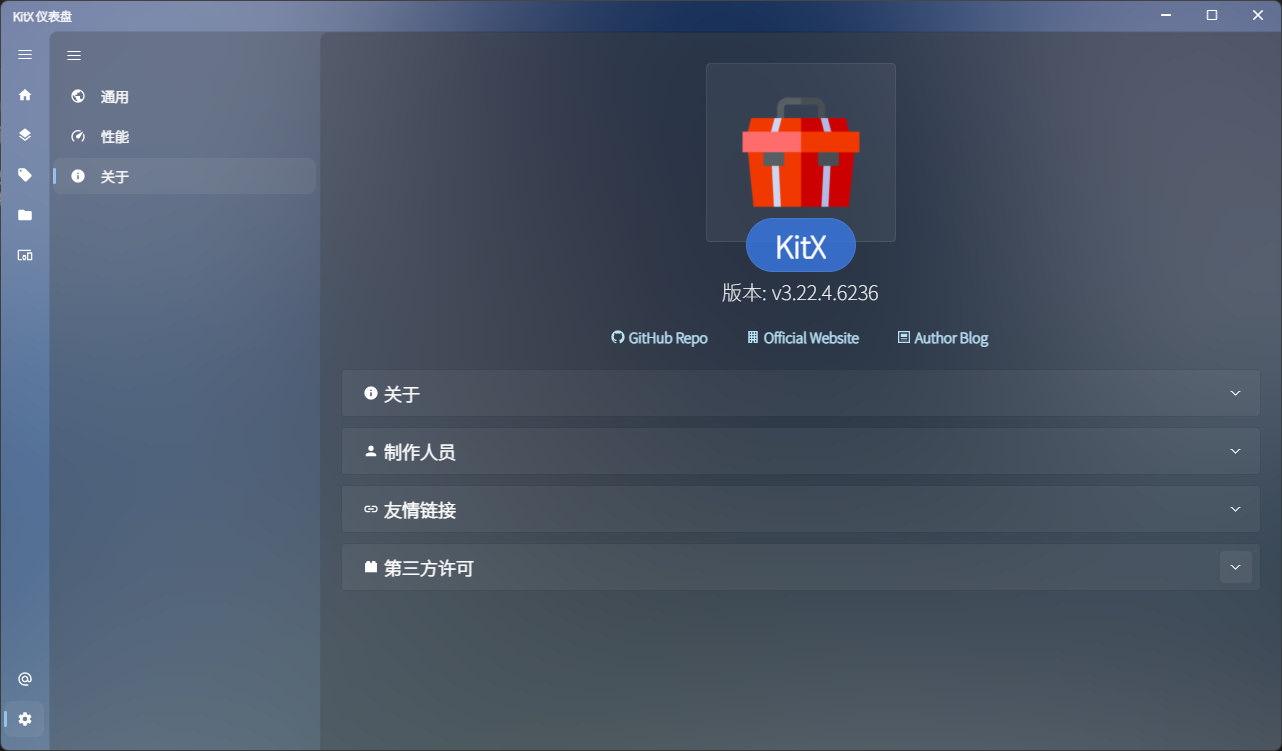 KitX 仪表盘
通用
性能
关于
KitX
版本: v3.22.4.6236
GitHub Repo Official Website Author Blog
关于
制作人员
友情链接
第三方许可